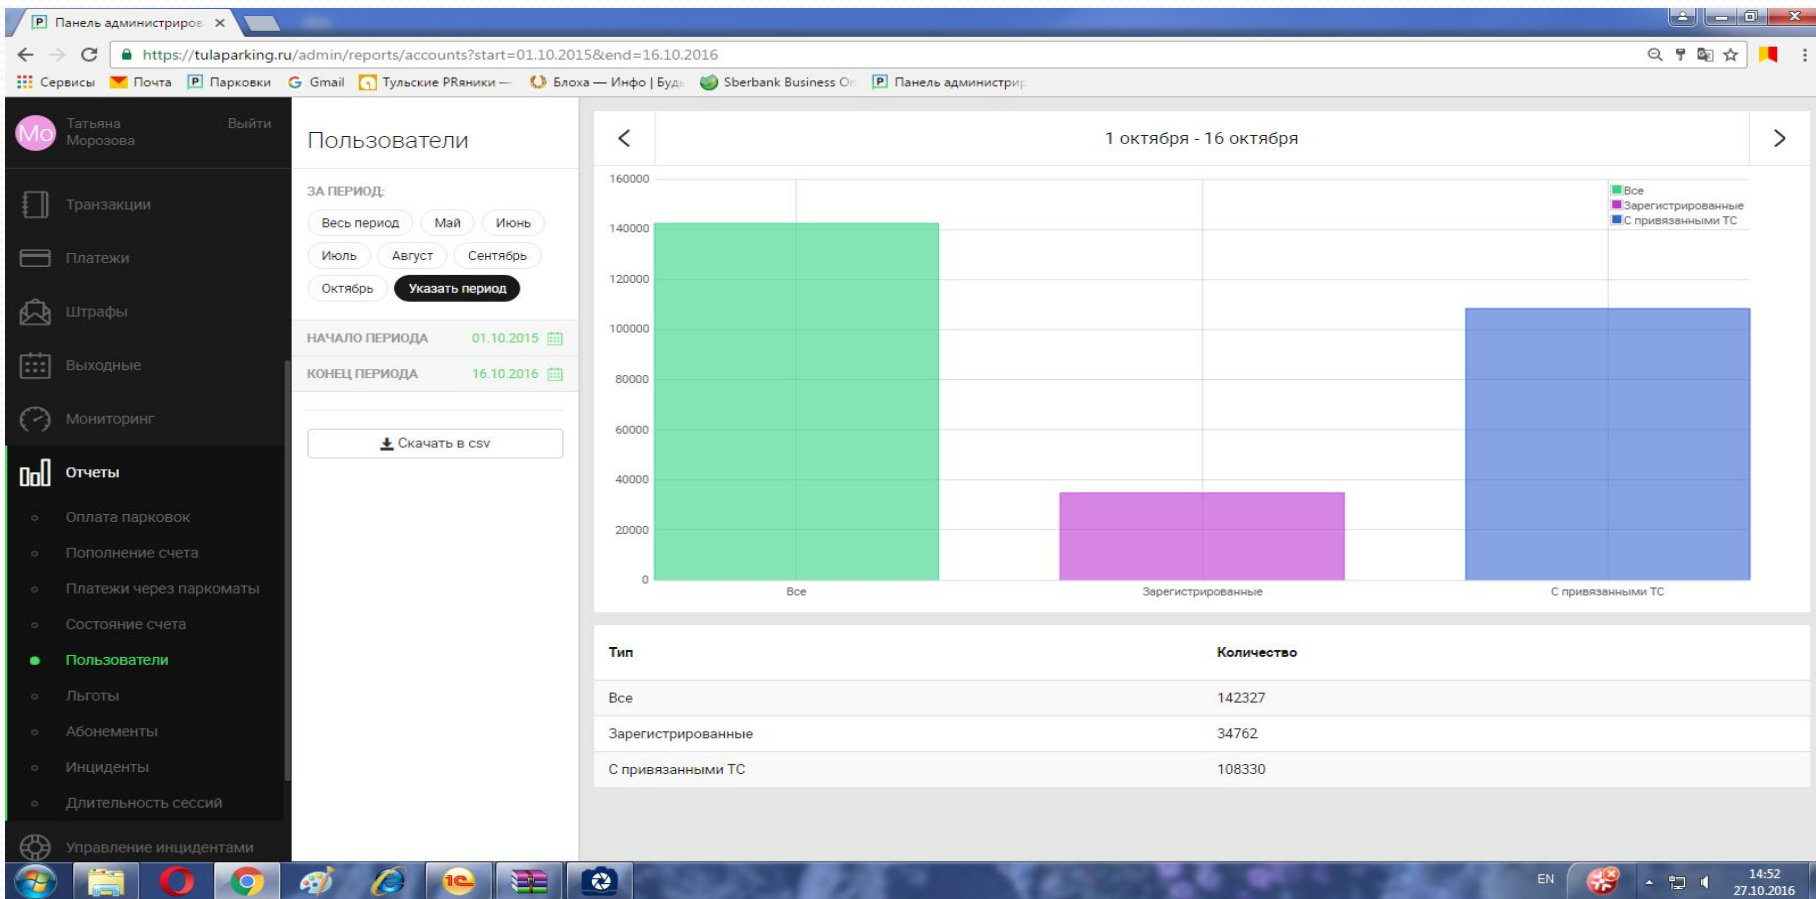 Панель администриров
https://tulaparking.ru/admin/reports/accounts?start=01.10.2015&end=16.10.2016
Сервисы Почта Парковки Gmail Тульские PRяники — Блоха — Инфо | Будь Sberbank Business On Панель администрир
Mo
Татьяна
Морозова
Выйти
Транзакции
Платежи
Штрафы
Выходные
Мониторинг
Отчеты
Оплата парковок
Пополнение счета
Платежи через паркоматы
Состояние счета
Пользователи
Льготы
Абонементы
Инциденты
Длительность сессий
Управление инцидентами
Пользователи
ЗА ПЕРИОД:
Весь период Май Июнь
Июль Август Сентябрь
Октябрь Указать период
НАЧАЛО ПЕРИОДА 01.10.2015
КОНЕЦ ПЕРИОДА 16.10.2016
Скачать в csv
1 октября - 16 октября
160000
140000
120000
100000
80000
60000
40000
20000
0
Все
Зарегистрированные
С привязанными ТС
Все Зарегистрированные С привязанными ТС
Тип Количество
Все 142327
Зарегистрированные 34762
С привязанными ТС 108330
EN
14:52
27.10.2016